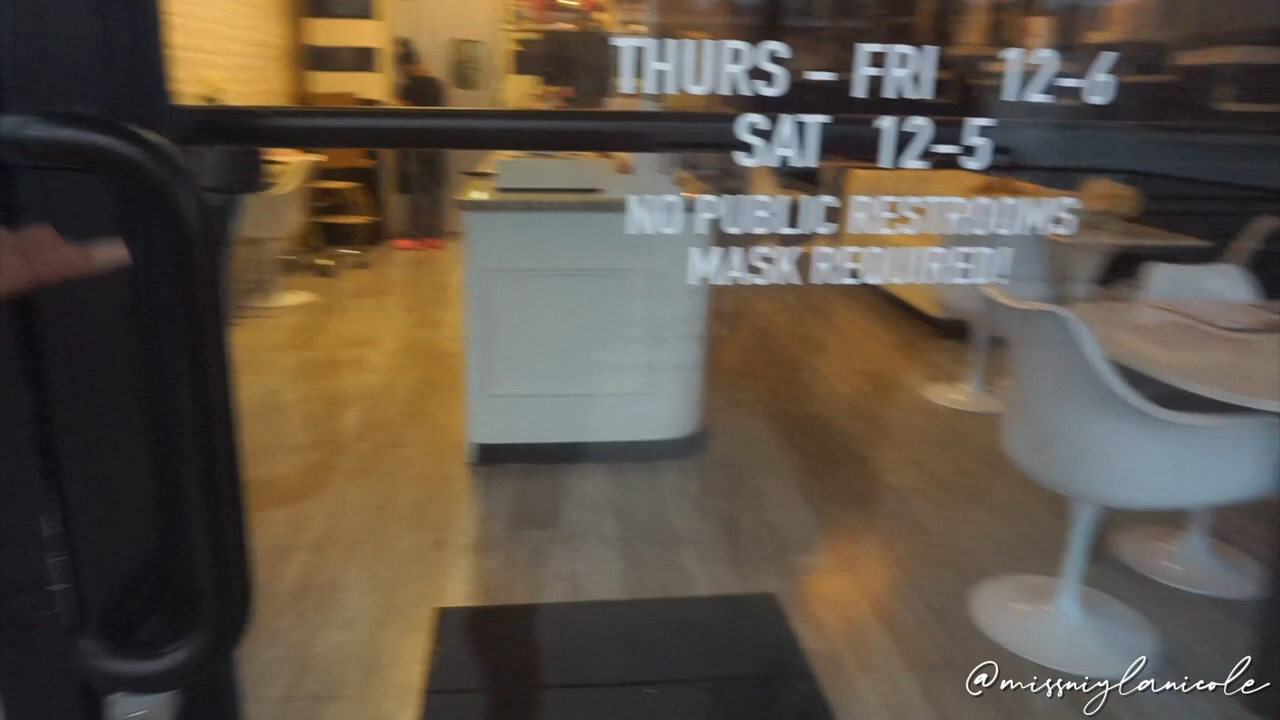 THURS – FRI 12–6
SAT 12–5
NO PUBLIC RESTROOMS
MASK REQUIRED!
@missniylanicole